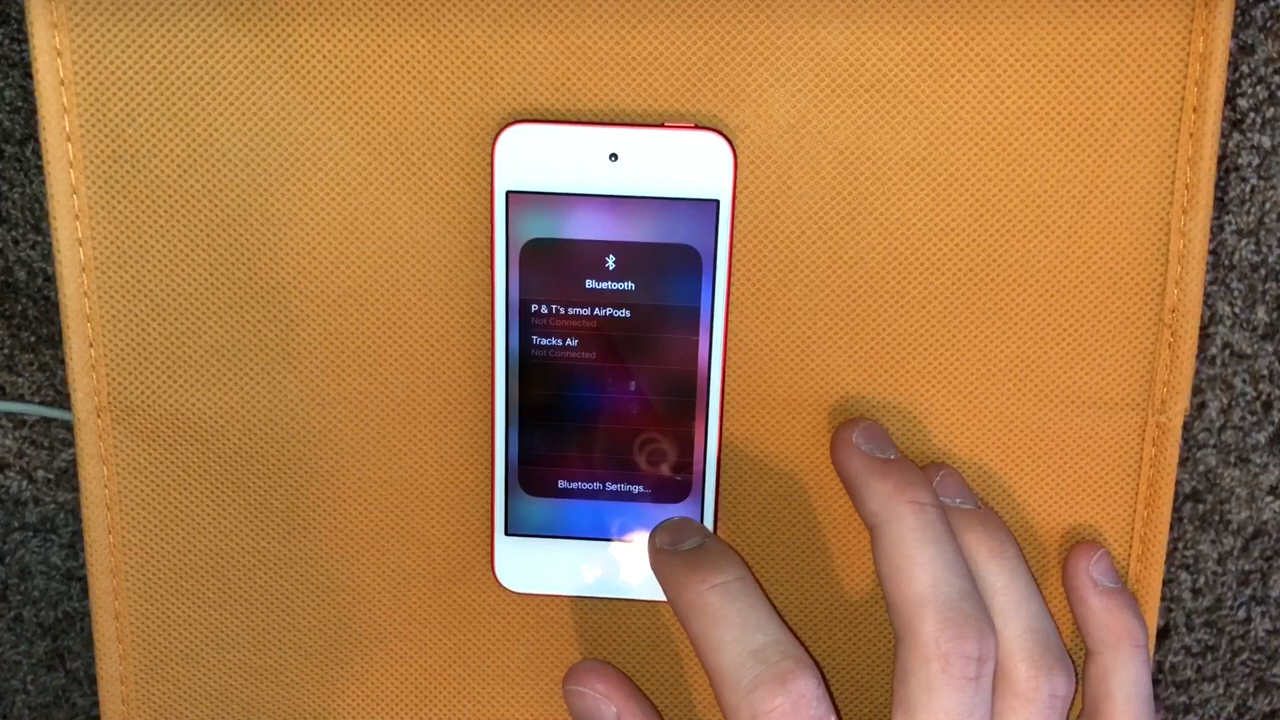 Bluetooth
P & T's smol AirPods
Not Connected
Tracks Air
Not Connected
Bluetooth Settings...